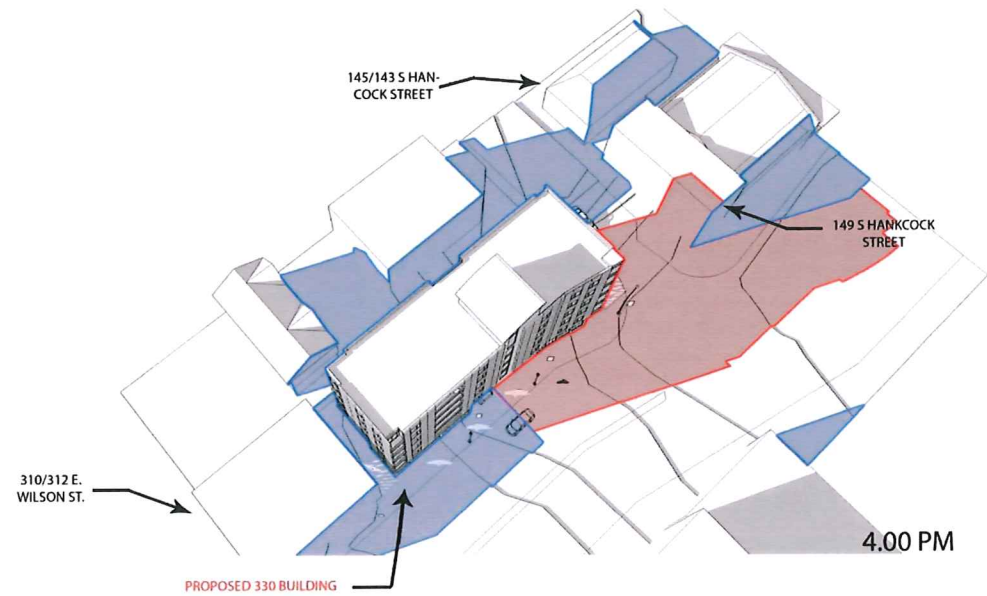 145/143 S HAN-
COCK STREET
149 S HANKCOCK
STREET
310/312 E.
WILSON ST.
4.00 PM
PROPOSED 330 BUILDING